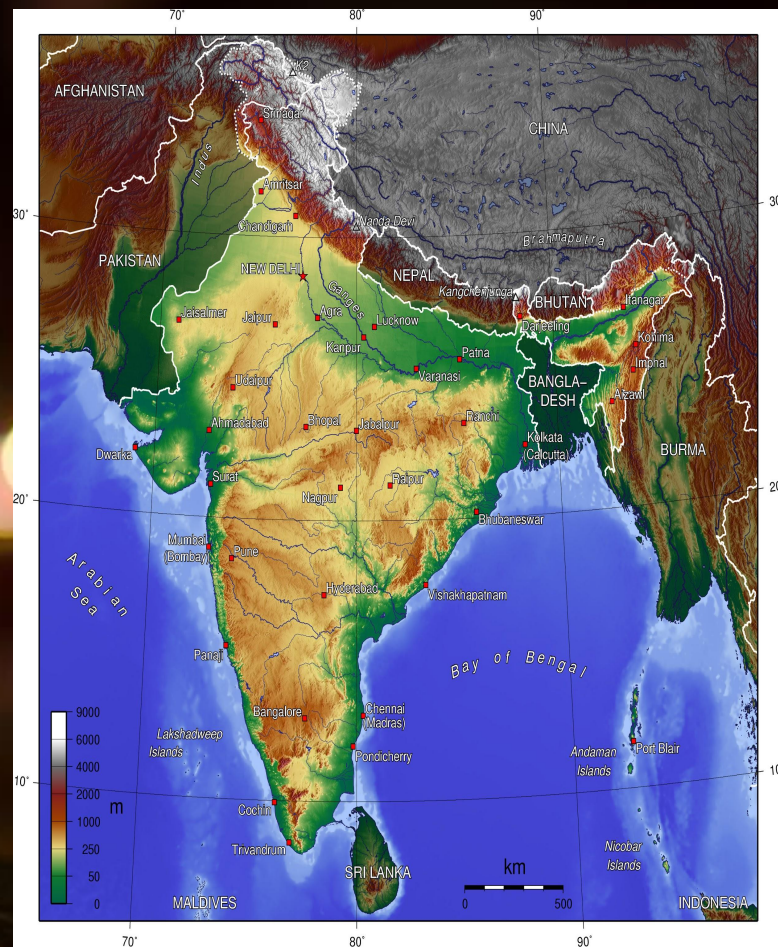 70°
80°
90°
AFGHANISTAN
K2
Srinagar
CHINA
Indus
Amritsar
30°
30°
Chandigarh
Nanda Devi
Brahmaputra
PAKISTAN
NEW DELHI
NEPAL
Ganges
Kangchenjunga
BHUTAN
Itanagar
Jaisalmer
Jaipur
Agra
Lucknow
Darjeeling
Kanpur
Kohima
Patna
Imphal
Varanasi
BANGLA–
DESH
Udaipur
Aizawl
Ahmadabad
Bhopal
Jabalpur
Ranchi
Kolkata
(Calcutta)
BURMA
Dwarka
Surat
20°
20
Nagpur
Raipur
Bhubaneswar
Mumbai
(Bombay)
Pune
Arabian
Sea
Hyderabad
Vishakhapatnam
Panaji
Bay of Bengal
9000
6000
4000
2000
1000
250
50
0
m
Bangalore
Chennai
(Madras)
Lakshadweep
Islands
Pondicherry
Andaman
Islands
Port Blair
10°
10
Cochin
Trivandrum
Nicobar
Islands
SRI LANKA
km
0
500
MALDIVES
INDONESIA
70°
80°
90°